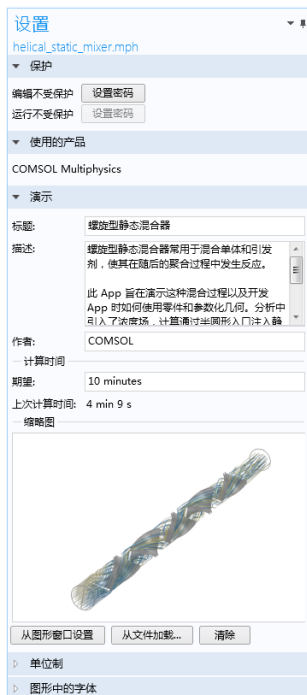 设置
helical_static_mixer.mph
保护
编辑不受保护 设置密码
运行不受保护 设置密码
使用的产品
COMSOL Multiphysics
演示
标题: 螺旋型静态混合器
描述: 螺旋型静态混合器常用于混合单体和引发
剂，使其在随后的聚合过程中发生反应。
此 App 旨在演示这种混合过程以及开发
App 时如何使用零件和参数化几何。分析中
引入了浓度场，计算通过半圆形入口注入静
作者: COMSOL
计算时间
期望: 10 minutes
上次计算时间: 4 min 9 s
缩略图
从图形窗口设置 从文件加载... 清除
单位制
图形中的字体